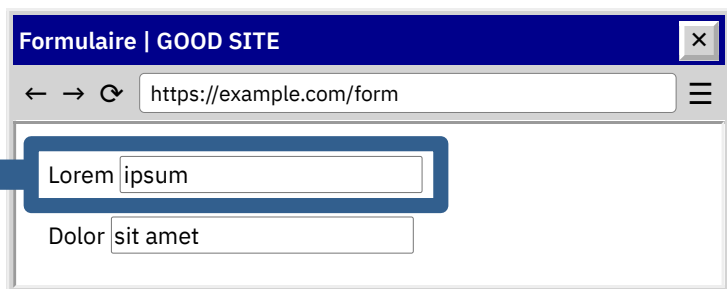 Formulaire | GOOD SITE
https://example.com/form
Lorem ipsum
Dolor sit amet